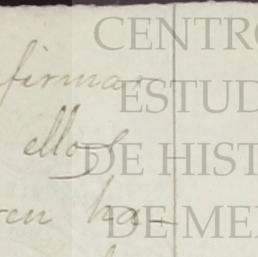 CENTRO
firmar
ESTUD
ellos
DE HIST
ren ha-
DE ME